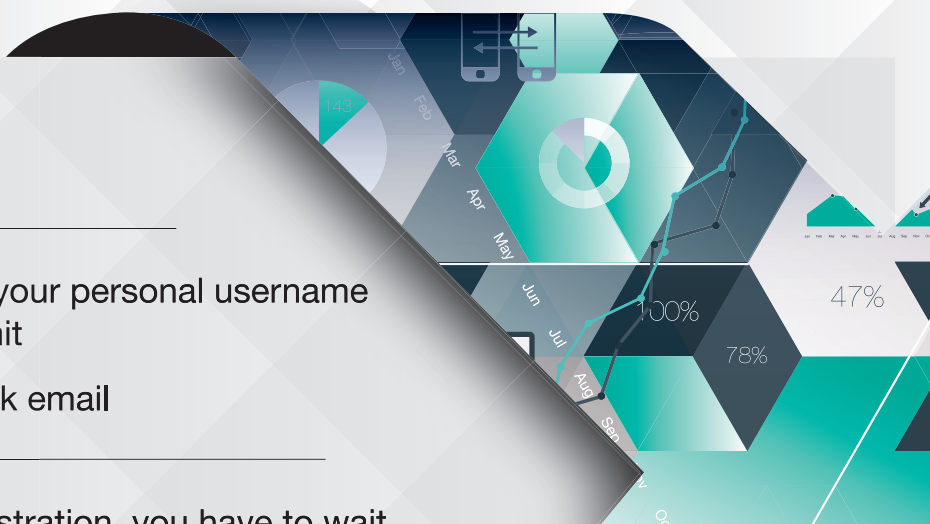 your personal username
it
k email
stration, you have to wait
143
Jan
Feb
Mar
Apr
May
Jun
Jul
Aug
Sep
100%
78%
47%